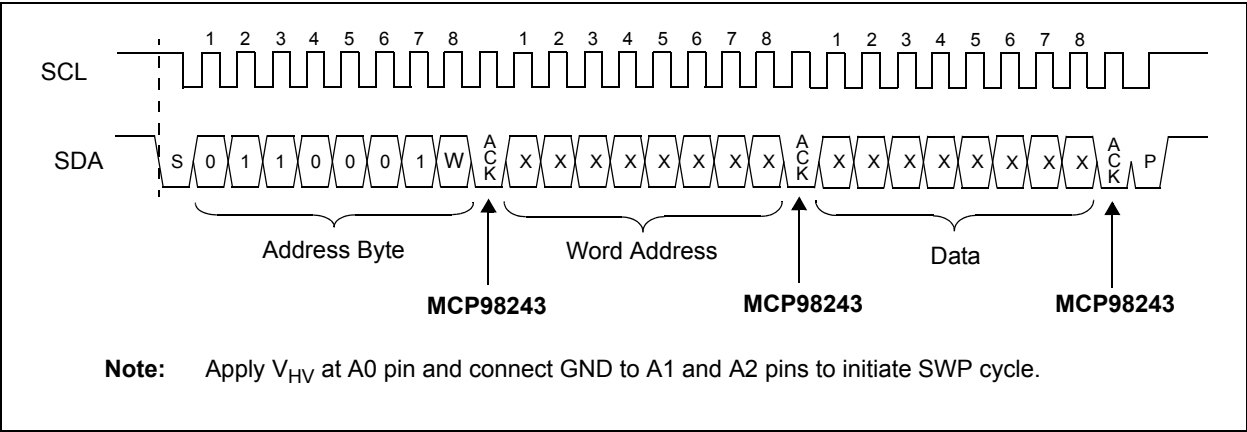 1 2 3 4 5 6 7 8 1 2 3 4 5 6 7 8 1 2 3 4 5 6 7 8
SCL
SDA S 0 1 1 0 0 0 1 W ACK X X X X X X X X ACK X X X X X X X X ACK P
Address Byte Word Address Data
MCP98243 MCP98243 MCP98243
Note: Apply VHV at A0 pin and connect GND to A1 and A2 pins to initiate SWP cycle.